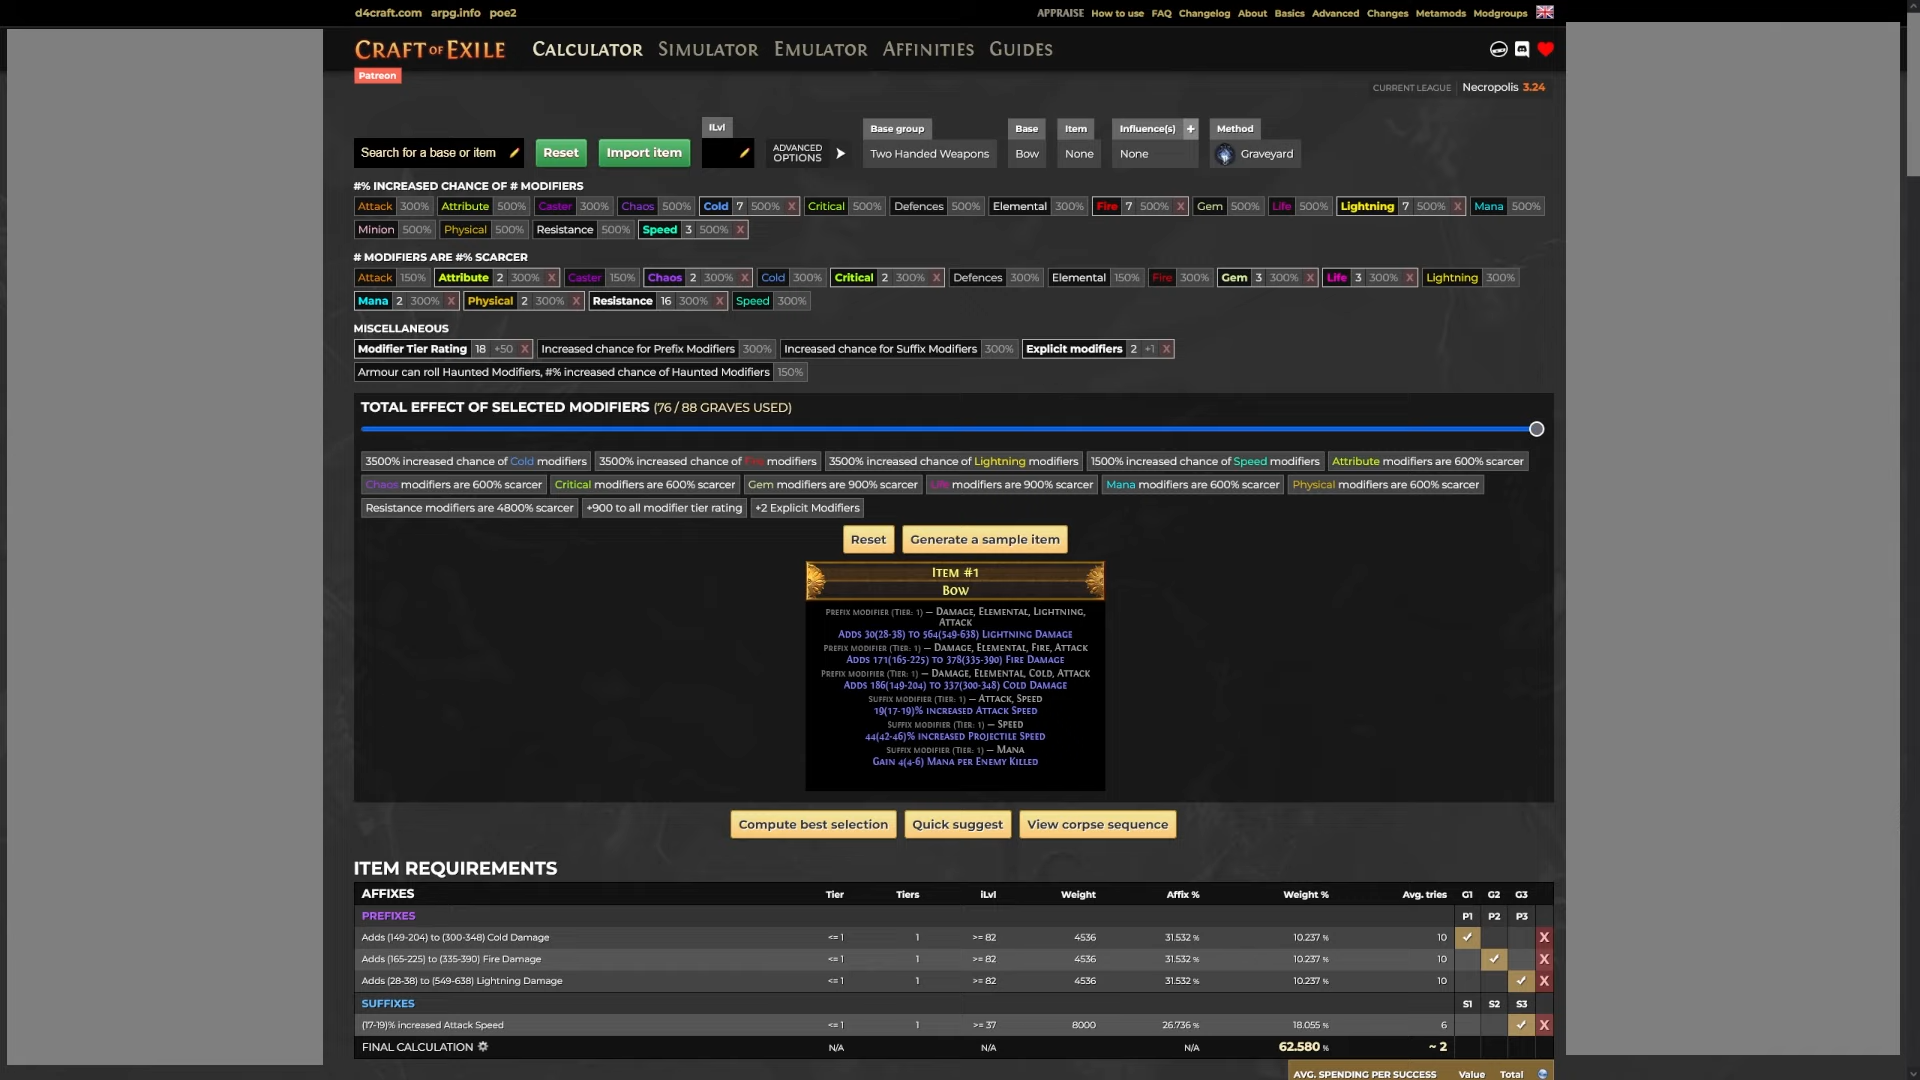 d4craft.com arpg.info poe2
APPRAISE How to use FAQ Changelog About Basics Advanced Changes Metamods Modgroups
CRAFT OF EXILE CALCULATOR SIMULATOR EMULATOR AFFINITIES GUIDES
Patreon
CURRENT LEAGUE Necropolis 3.24
iLvl
Base group Base Item Influence(s) + Method
Search for a base or item Reset Import item ADVANCED OPTIONS Two Handed Weapons Bow None None Graveyard
#% INCREASED CHANCE OF # MODIFIERS
Attack 300% Attribute 500% Caster 300% Chaos 500% Cold 7 500% X Critical 500% Defences 500% Elemental 300% Fire 7 500% X Gem 500% Life 500% Lightning 7 500% X Mana 500%
Minion 500% Physical 500% Resistance 500% Speed 3 500% X
# MODIFIERS ARE #% SCARCER
Attack 150% Attribute 2 300% X Caster 150% Chaos 2 300% X Cold 300% Critical 2 300% X Defences 300% Elemental 150% Fire 300% Gem 3 300% X Life 3 300% X Lightning 300%
Mana 2 300% X Physical 2 300% X Resistance 16 300% X Speed 300%
MISCELLANEOUS
Modifier Tier Rating 18 +50 X Increased chance for Prefix Modifiers 300% Increased chance for Suffix Modifiers 300% Explicit modifiers 2 +1 X
Armour can roll Haunted Modifiers, #% increased chance of Haunted Modifiers 150%
TOTAL EFFECT OF SELECTED MODIFIERS (76 / 88 GRAVES USED)
3500% increased chance of Cold modifiers 3500% increased chance of Fire modifiers 3500% increased chance of Lightning modifiers 1500% increased chance of Speed modifiers Attribute modifiers are 600% scarcer
Chaos modifiers are 600% scarcer Critical modifiers are 600% scarcer Gem modifiers are 900% scarcer Life modifiers are 900% scarcer Mana modifiers are 600% scarcer Physical modifiers are 600% scarcer
Resistance modifiers are 4800% scarcer +900 to all modifier tier rating +2 Explicit Modifiers
Reset Generate a sample item
ITEM #1
BOW
PREFIX MODIFIER (TIER: 1) — DAMAGE, ELEMENTAL, LIGHTNING,
ATTACK
ADDS 30(28-38) TO 564(549-638) LIGHTNING DAMAGE
PREFIX MODIFIER (TIER: 1) — DAMAGE, ELEMENTAL, FIRE, ATTACK
ADDS 171(165-225) TO 378(335-390) FIRE DAMAGE
PREFIX MODIFIER (TIER: 1) — DAMAGE, ELEMENTAL, COLD, ATTACK
ADDS 186(149-204) TO 337(300-348) COLD DAMAGE
SUFFIX MODIFIER (TIER: 1) — ATTACK, SPEED
19(17-19)% INCREASED ATTACK SPEED
SUFFIX MODIFIER (TIER: 1) — SPEED
44(42-46)% INCREASED PROJECTILE SPEED
SUFFIX MODIFIER (TIER: 1) — MANA
GAIN 4(4-6) MANA PER ENEMY KILLED
Compute best selection Quick suggest View corpse sequence
ITEM REQUIREMENTS
AFFIXES Tier Tiers iLvl Weight Affix % Weight % Avg. tries G1 G2 G3
PREFIXES P1 P2 P3
Adds (149-204) to (300-348) Cold Damage <= 1 1 >= 82 4536 31.532 % 10.237 % 10 ✓ X
Adds (165-225) to (335-390) Fire Damage <= 1 1 >= 82 4536 31.532 % 10.237 % 10 ✓ X
Adds (28-38) to (549-638) Lightning Damage <= 1 1 >= 82 4536 31.532 % 10.237 % 10 ✓ X
SUFFIXES S1 S2 S3
(17-19)% increased Attack Speed <= 1 1 >= 37 8000 26.736 % 18.055 % 6 ✓ X
FINAL CALCULATION N/A N/A N/A 62.580 % ~ 2
AVG. SPENDING PER SUCCESS Value Total